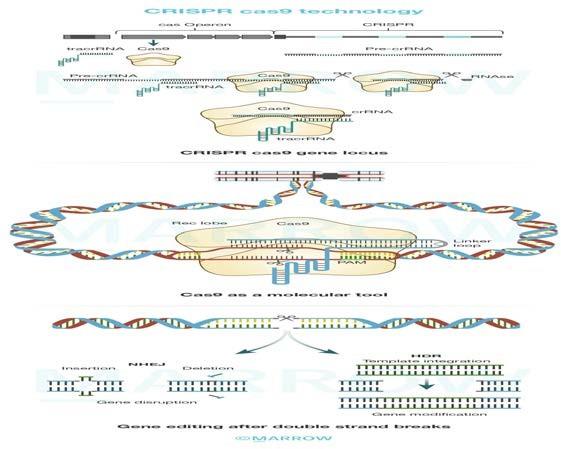 CRISPR cas9 technology
cas Operon
CRISPR
tracrRNA
Cas9
Pre-crRNA
Pre-crRNA
Cas9
RNAse
tracrRNA
Cas9
crRNA
tracrRNA
CRISPR cas9 gene locus
MARROW
Rec lobe
Cas9
Linker
loop
PAM
Cas9 as a molecular tool
NHEJ
Insertion
Deletion
Gene disruption
HDR
Template integration
Gene modification
MARROW
Gene editing after double strand breaks
©MARROW